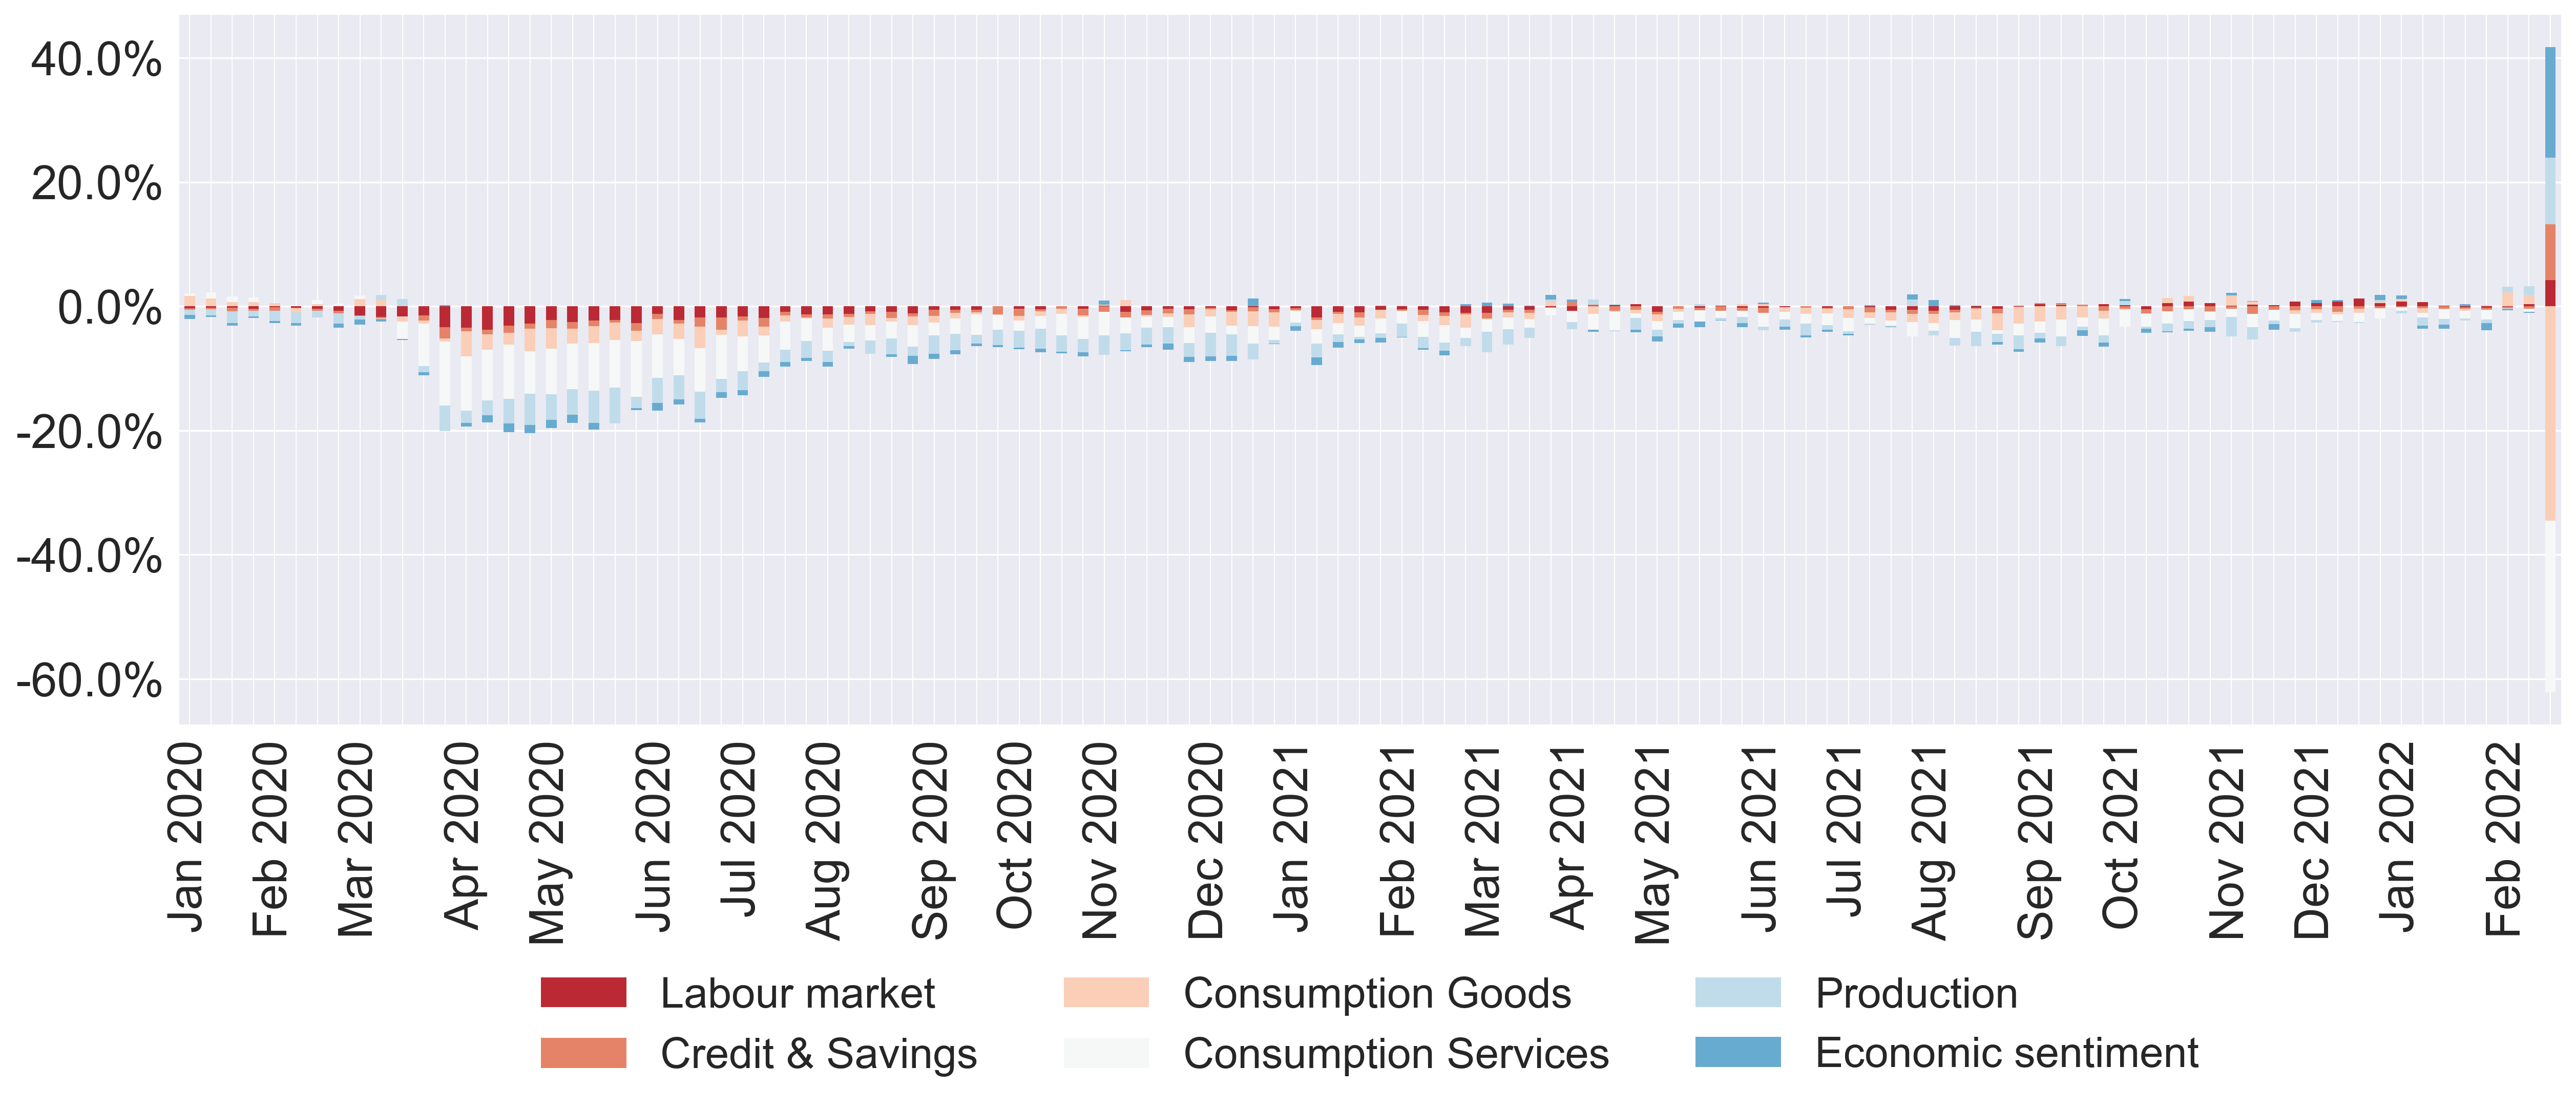 40.0%
20.0%
0.0%
-20.0%
-40.0%
-60.0%
Jan 2020
Feb 2020
Mar 2020
Apr 2020
May 2020
Jun 2020
Jul 2020
Aug 2020
Sep 2020
Oct 2020
Nov 2020
Dec 2020
Jan 2021
Feb 2021
Mar 2021
Apr 2021
May 2021
Jun 2021
Jul 2021
Aug 2021
Sep 2021
Oct 2021
Nov 2021
Dec 2021
Jan 2022
Feb 2022
Labour market
Credit & Savings
Consumption Goods
Consumption Services
Production
Economic sentiment